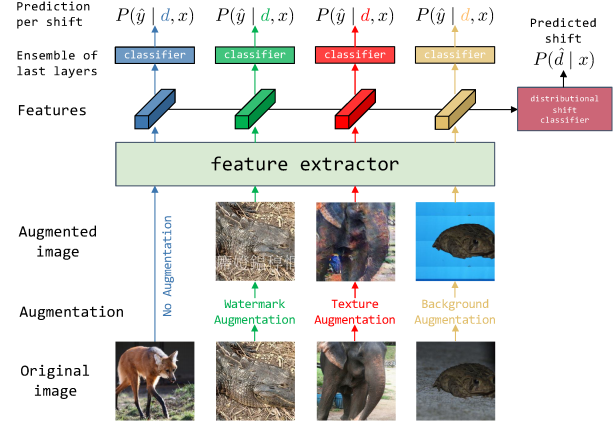 Prediction per shift
P(ŷ | d, x) P(ŷ | d, x) P(ŷ | d, x) P(ŷ | d, x)
Predicted shift
P(d̂ | x)
Ensemble of last layers
classifier classifier classifier classifier
Features
distributional shift classifier
feature extractor
Augmented image
No Augmentation
Augmentation
Watermark Augmentation
Texture Augmentation
Background Augmentation
Original image